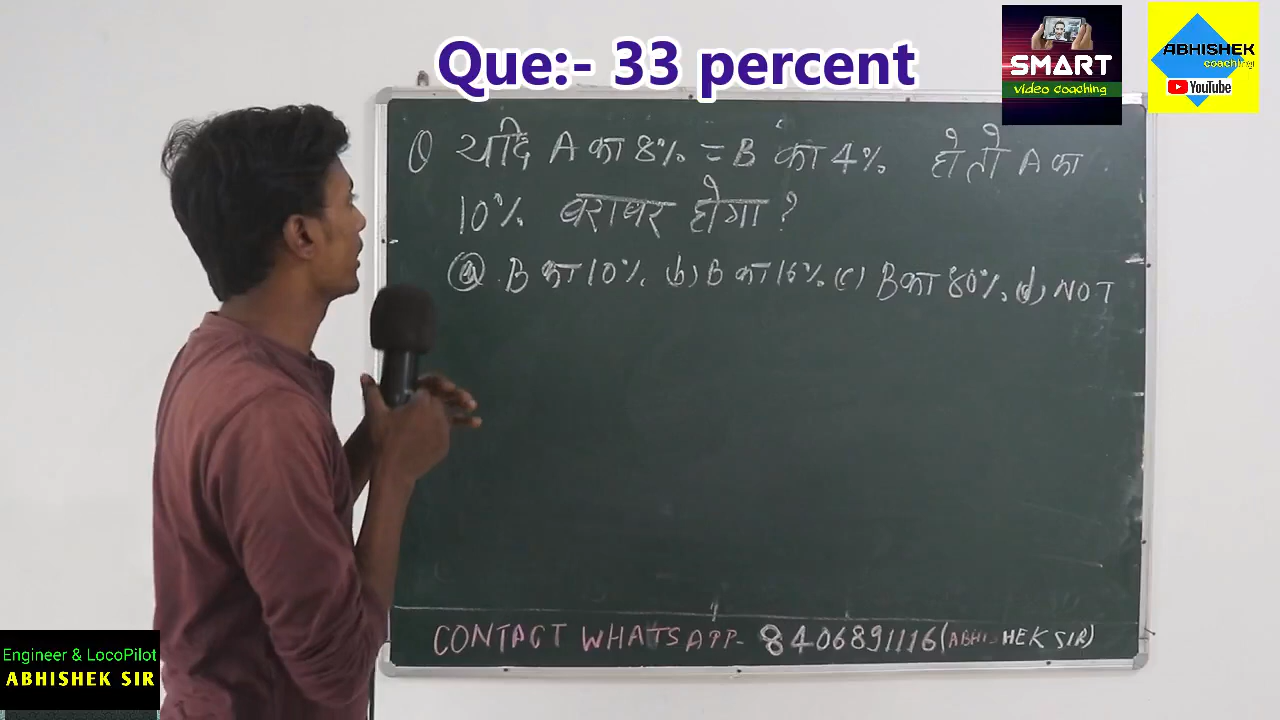 Que:- 33 percent
SMART
Video coaching
ABHISHEK
coaching
YouTube
Q यदि A का 8% = B का 4% हो तो A का
10% बराबर होगा ?
(a) B का 10% (b) B का 16% (c) B का 80% (d) NOT
CONTACT WHATSAPP- 8406891116 (ABHISHEK SIR)
Engineer & LocoPilot
ABHISHEK SIR